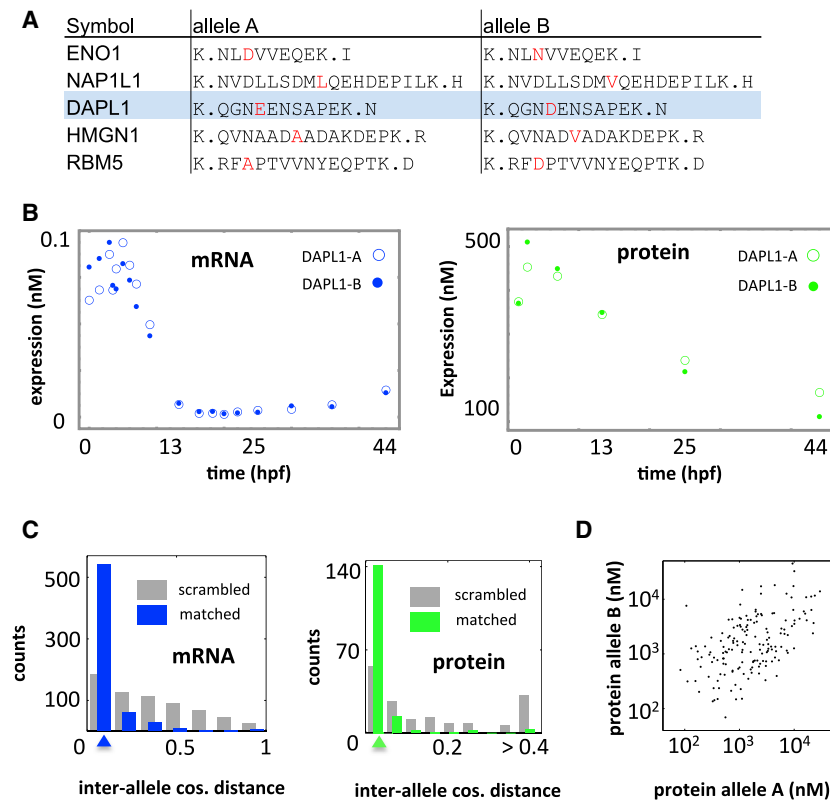 A
Symbol allele A allele B
ENO1 K.NLDVVEQEK.I K.NLNVVEQEK.I
NAP1L1 K.NVDLLSDMLQEHDEPILK.H K.NVDLLSDMVQEHDEPILK.H
DAPL1 K.QGNEENSAPEK.N K.QGNDENSAPEK.N
HMGN1 K.QVNAADAADAKDEPK.R K.QVNADVADAKDEPK.R
RBM5 K.RFAPTVVNYEQPTK.D K.RFDPTVVNYEQPTK.D
B
0.1
0
expression (nM)
mRNA
DAPL1-A
DAPL1-B
0 13 25 44
time (hpf)
500
100
Expression (nM)
protein
DAPL1-A
DAPL1-B
0 13 25 44
time (hpf)
C
500
300
100
counts
scrambled
matched
mRNA
0 0.5 1
inter-allele cos. distance
140
70
counts
scrambled
matched
protein
0 0.2 > 0.4
inter-allele cos. distance
D
protein allele B (nM)
10⁴
10³
10²
10² 10³ 10⁴
protein allele A (nM)